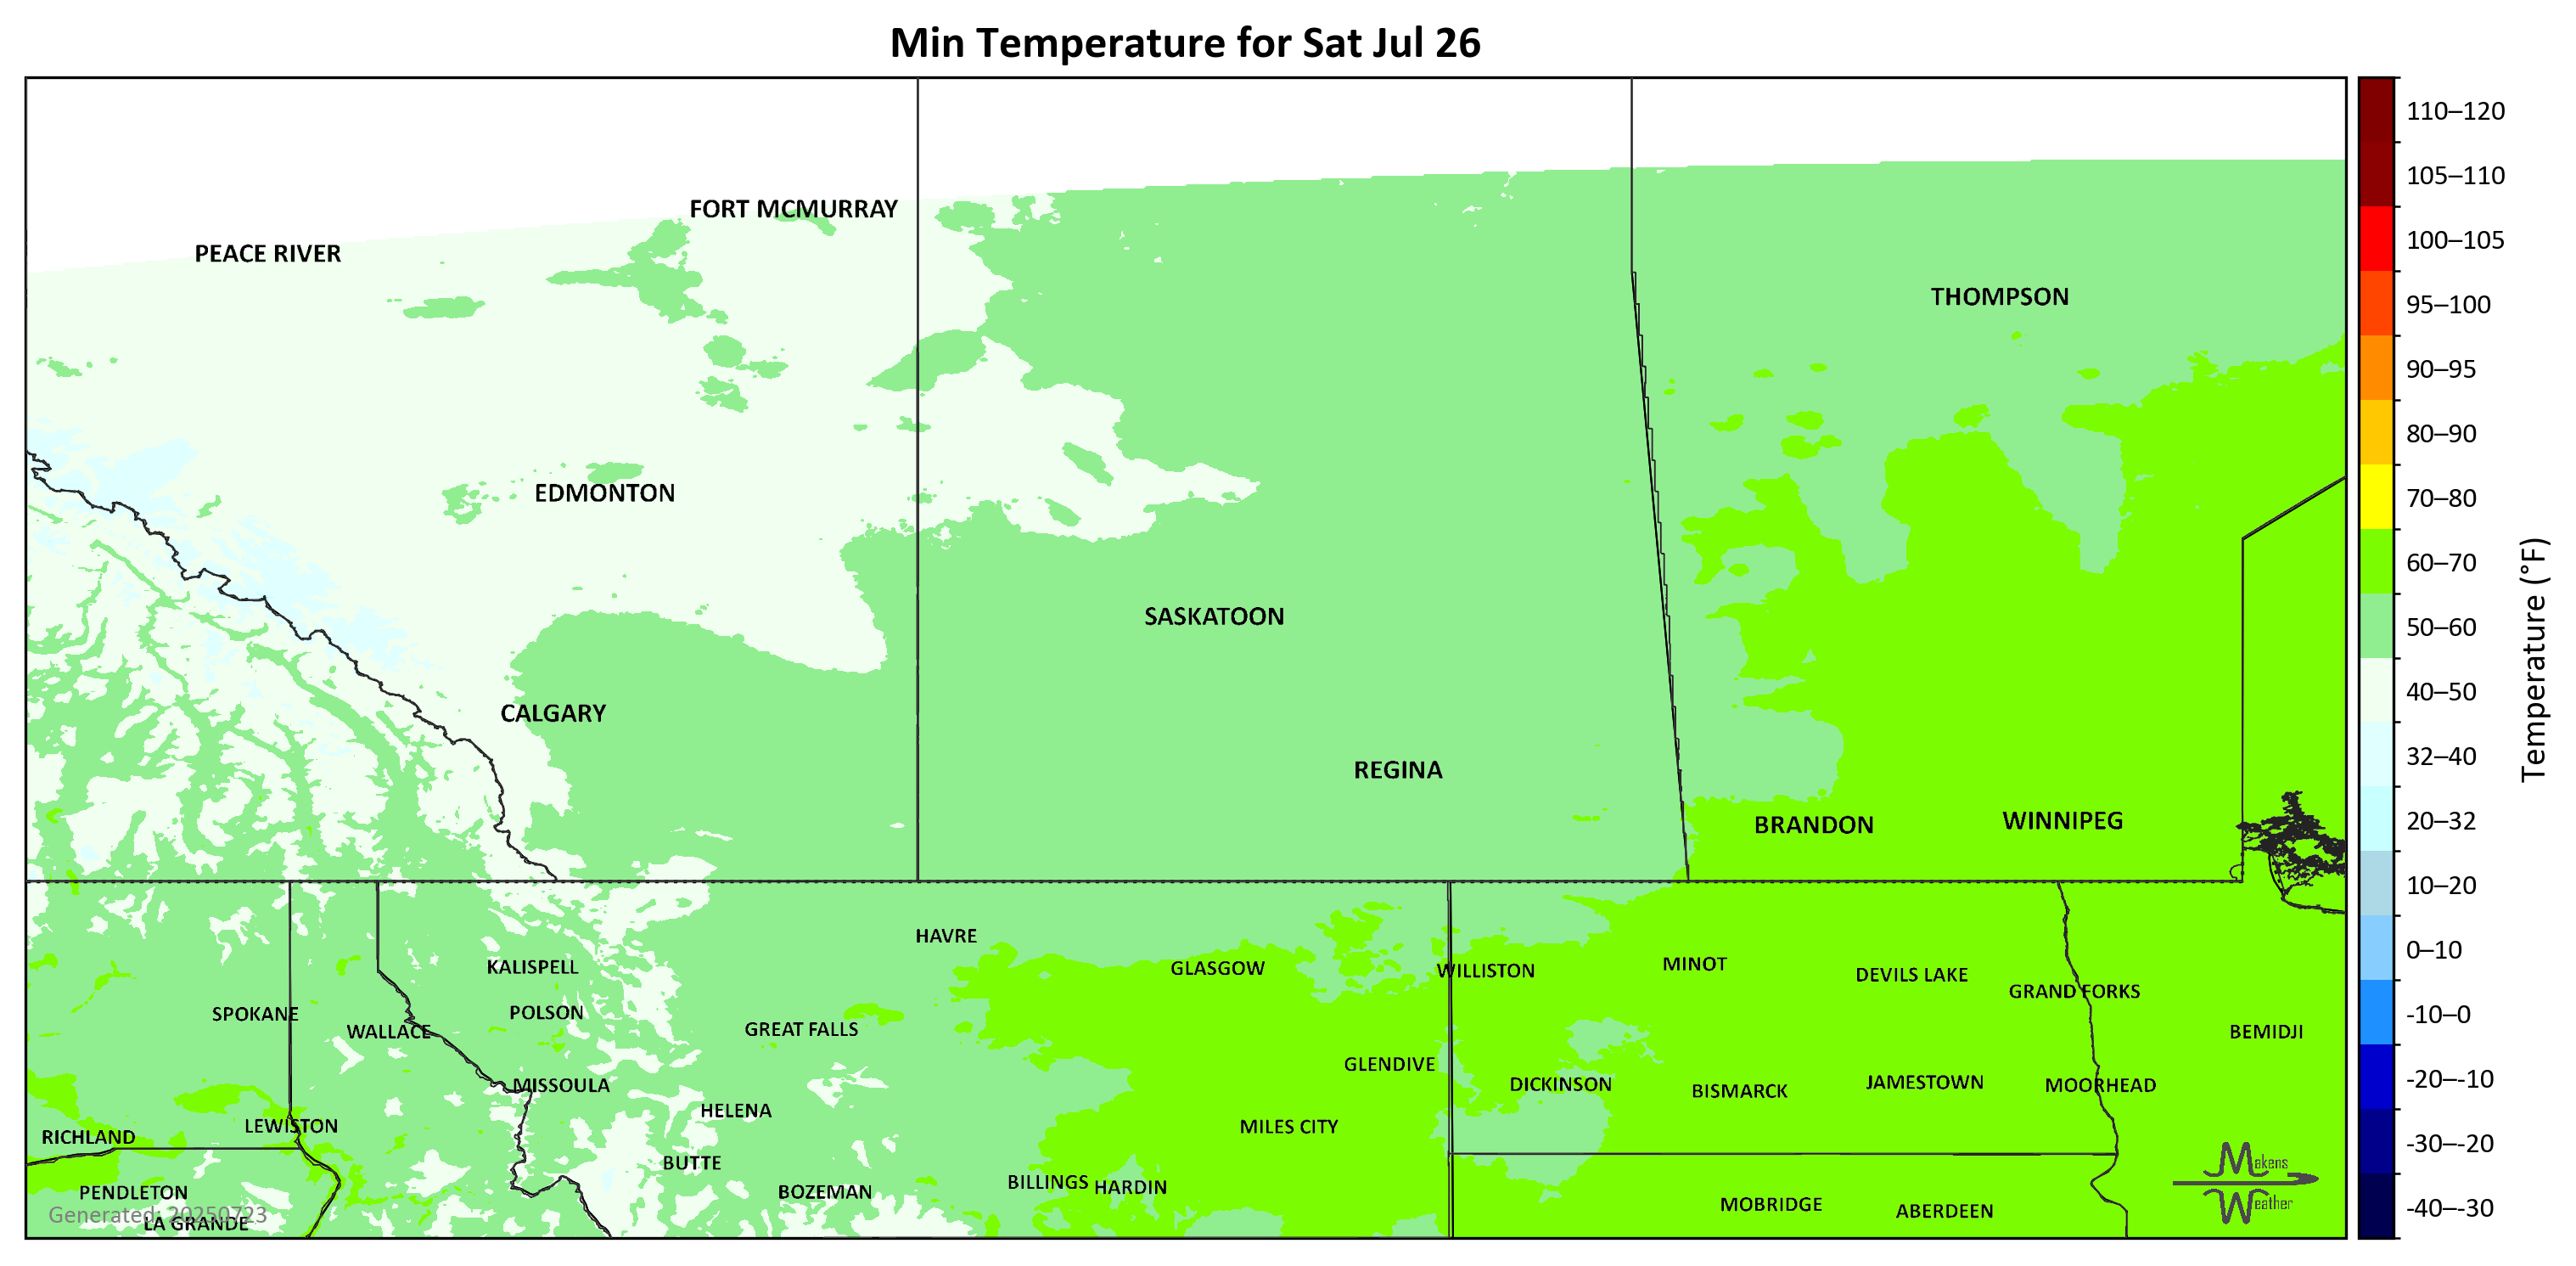 Min Temperature for Sat Jul 26
FORT MCMURRAY
PEACE RIVER
THOMPSON
EDMONTON
SASKATOON
CALGARY
REGINA
BRANDON
WINNIPEG
HAVRE
KALISPELL
GLASGOW
WILLISTON
MINOT
DEVILS LAKE
GRAND FORKS
SPOKANE
POLSON
WALLACE
GREAT FALLS
BEMIDJI
GLENDIVE
MISSOULA
DICKINSON
BISMARCK
JAMESTOWN
MOORHEAD
HELENA
LEWISTON
MILES CITY
RICHLAND
BUTTE
PENDLETON
BOZEMAN
BILLINGS
HARDIN
MOBRIDGE
ABERDEEN
Generated: 20250723
LA GRANDE
Makens
Weather
110–120
105–110
100–105
95–100
90–95
80–90
70–80
60–70
50–60
40–50
32–40
20–32
10–20
0–10
-10–0
-20–-10
-30–-20
-40–-30
Temperature (°F)